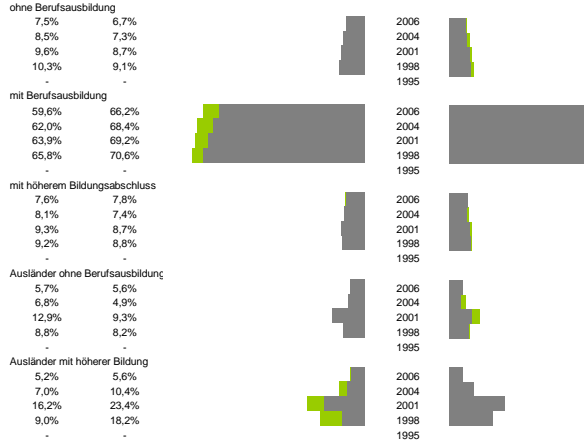 ohne Berufsausbildung
7,5% 6,7% 2006
8,5% 7,3% 2004
9,6% 8,7% 2001
10,3% 9,1% 1998
- - 1995
mit Berufsausbildung
59,6% 66,2% 2006
62,0% 68,4% 2004
63,9% 69,2% 2001
65,8% 70,6% 1998
- - 1995
mit höherem Bildungsabschluss
7,6% 7,8% 2006
8,1% 7,4% 2004
9,3% 8,7% 2001
9,2% 8,8% 1998
- - 1995
Ausländer ohne Berufsausbildung
5,7% 5,6% 2006
6,8% 4,9% 2004
12,9% 9,3% 2001
8,8% 8,2% 1998
- - 1995
Ausländer mit höherer Bildung
5,2% 5,6% 2006
7,0% 10,4% 2004
16,2% 23,4% 2001
9,0% 18,2% 1998
- - 1995